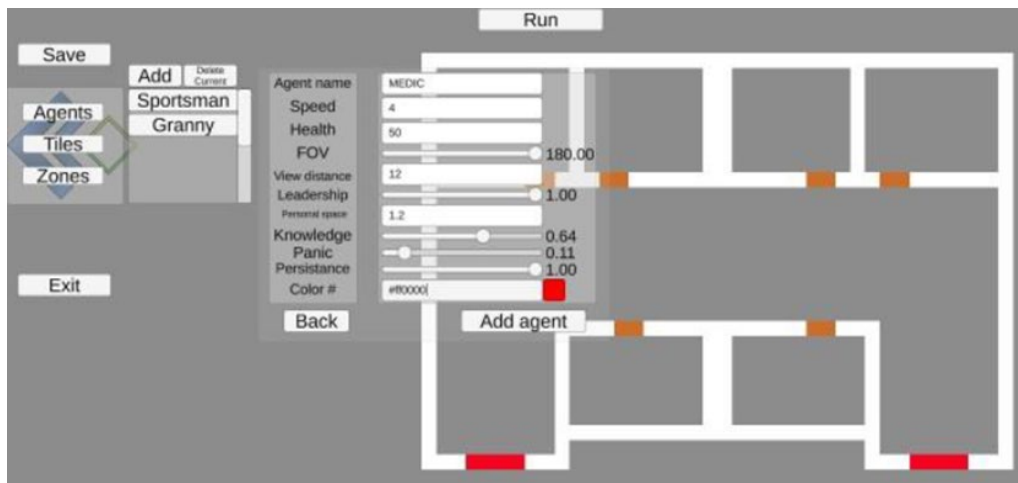 Run
Save
Add
Delete
Current
Agents
Tiles
Zones
Sportsman
Granny
Exit
Agent name MEDIC
Speed 4
Health 50
FOV 180.00
View distance 12
Leadership 1.00
Personal space 1.2
Knowledge 0.64
Panic 0.11
Persistance 1.00
Color # #ff0000
Back
Add agent